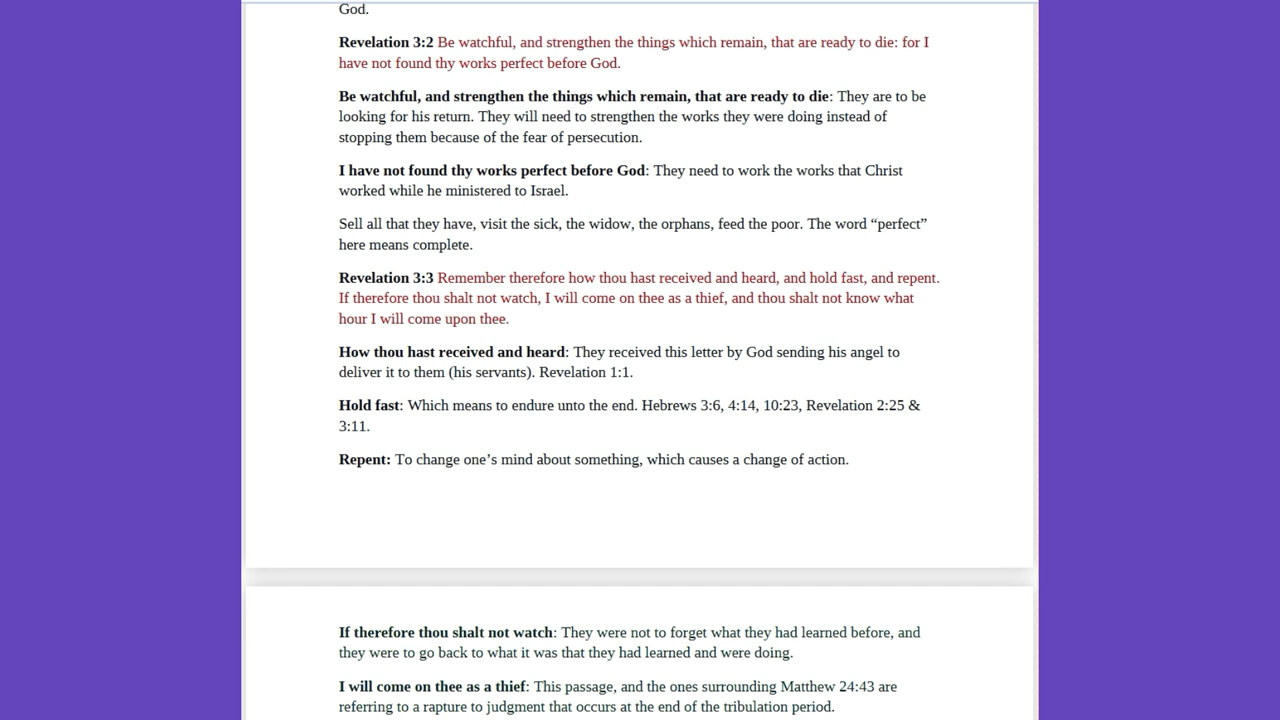 God.
Revelation 3:2 Be watchful, and strengthen the things which remain, that are ready to die: for I
have not found thy works perfect before God.
Be watchful, and strengthen the things which remain, that are ready to die: They are to be
looking for his return. They will need to strengthen the works they were doing instead of
stopping them because of the fear of persecution.
I have not found thy works perfect before God: They need to work the works that Christ
worked while he ministered to Israel.
Sell all that they have, visit the sick, the widow, the orphans, feed the poor. The word “perfect”
here means complete.
Revelation 3:3 Remember therefore how thou hast received and heard, and hold fast, and repent.
If therefore thou shalt not watch, I will come on thee as a thief, and thou shalt not know what
hour I will come upon thee.
How thou hast received and heard: They received this letter by God sending his angel to
deliver it to them (his servants). Revelation 1:1.
Hold fast: Which means to endure unto the end. Hebrews 3:6, 4:14, 10:23, Revelation 2:25 &
3:11.
Repent: To change one’s mind about something, which causes a change of action.
If therefore thou shalt not watch: They were not to forget what they had learned before, and
they were to go back to what it was that they had learned and were doing.
I will come on thee as a thief: This passage, and the ones surrounding Matthew 24:43 are
referring to a rapture to judgment that occurs at the end of the tribulation period.